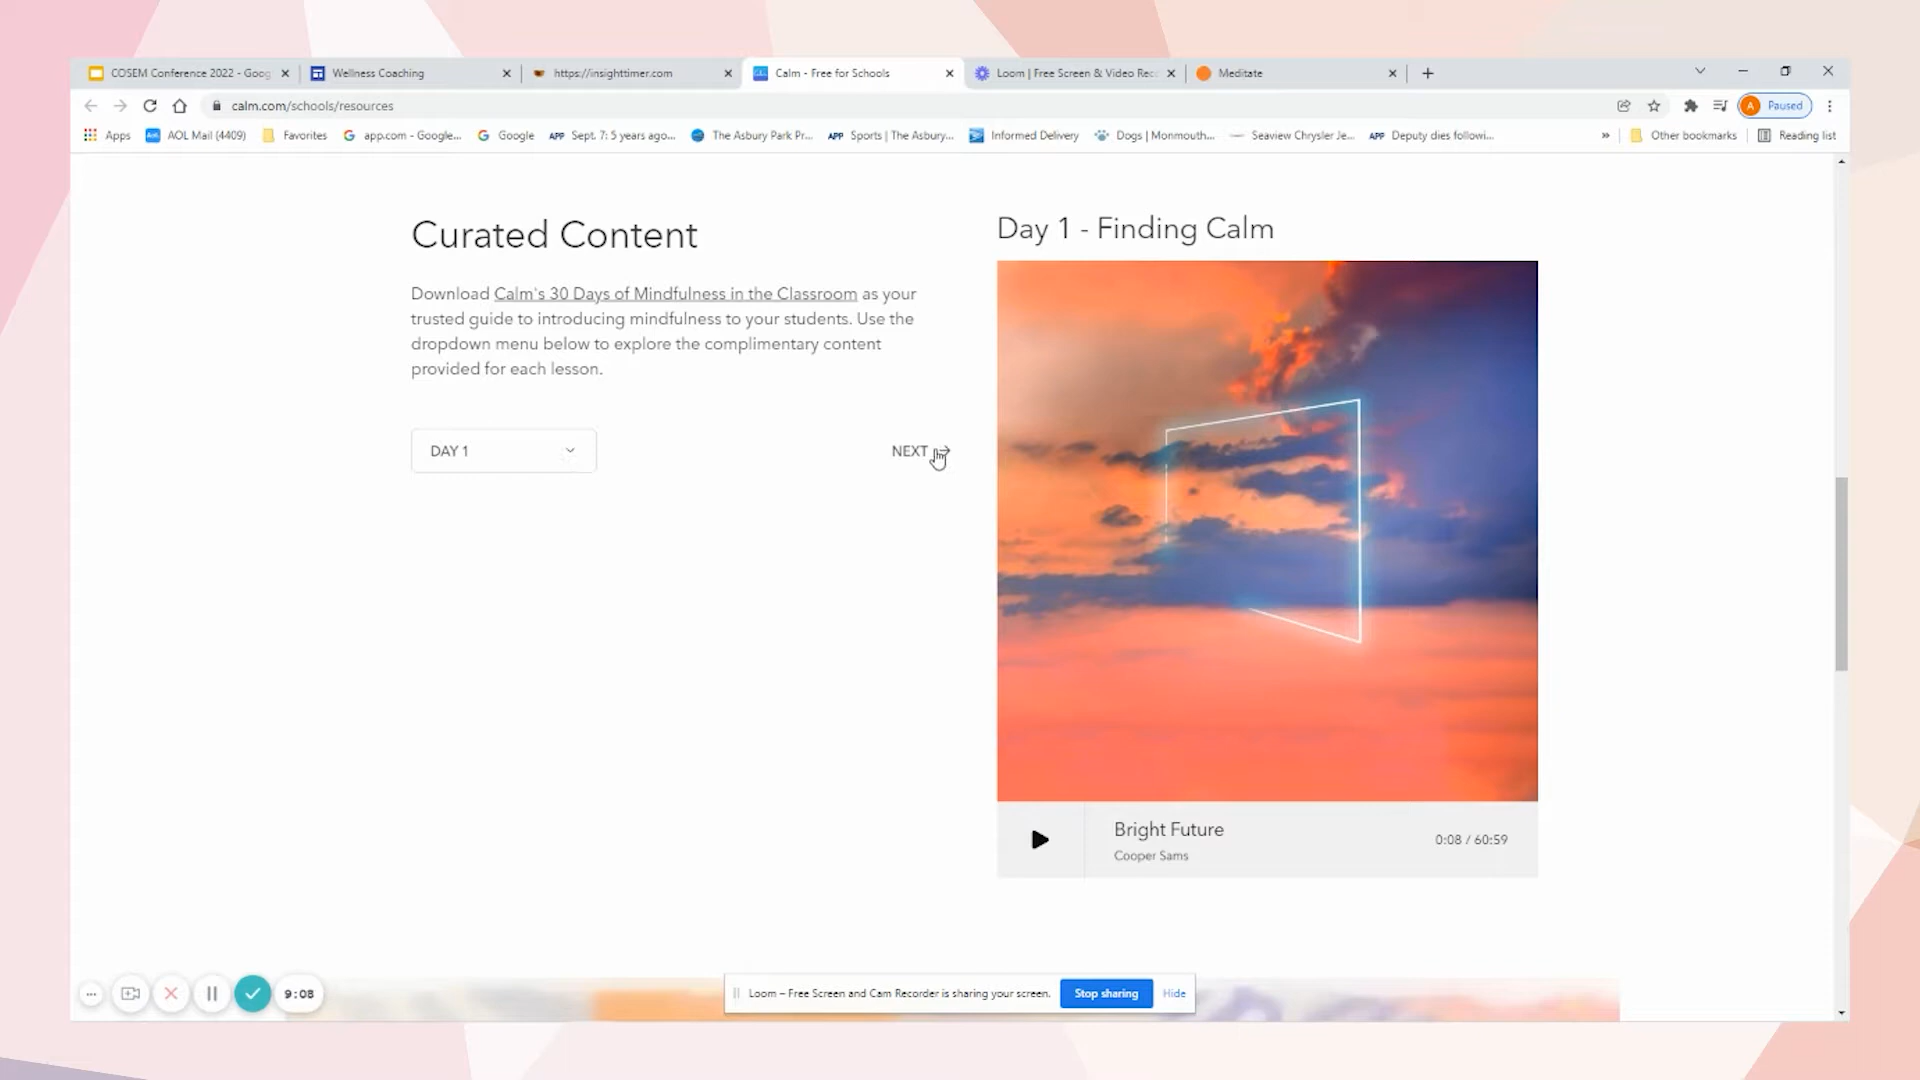 COSEM Conference 2022 - Goog
Wellness Coaching
https://insighttimer.com
Calm - Free for Schools
Loom | Free Screen & Video Rec
Meditate
calm.com/schools/resources
A Paused
Apps
AOL Mail (4409)
Favorites
app.com - Google...
Google
APP Sept. 7: 5 years ago...
The Asbury Park Pr...
APP Sports | The Asbury...
Informed Delivery
Dogs | Monmouth...
Seaview Chrysler Je...
APP Deputy dies followi...
»
Other bookmarks
Reading list
Curated Content
Download Calm's 30 Days of Mindfulness in the Classroom as your
trusted guide to introducing mindfulness to your students. Use the
dropdown menu below to explore the complimentary content
provided for each lesson.
DAY 1
NEXT
Day 1 - Finding Calm
Bright Future
Cooper Sams
0:08 / 60:59
9:08
Loom – Free Screen and Cam Recorder is sharing your screen.
Stop sharing
Hide